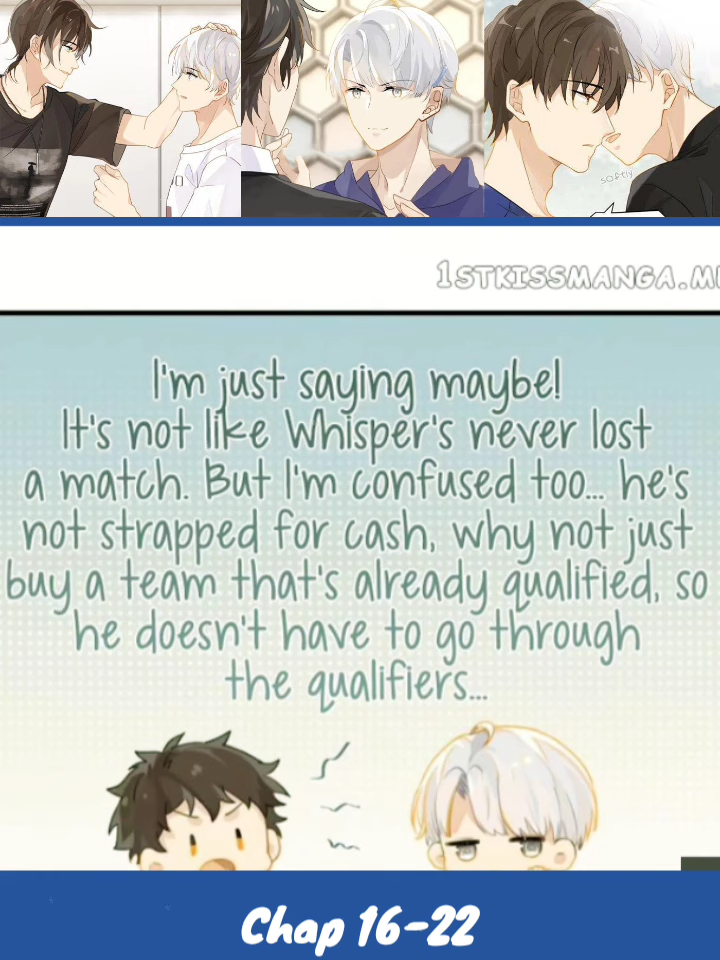 softly
1STKISSMANGA.M
I'm just saying maybe!
It's not like Whisper's never lost
a match. But I'm confused too... he's
not strapped for cash, why not just
buy a team that's already qualified, so
he doesn't have to go through
the qualifiers...
Chap 16-22